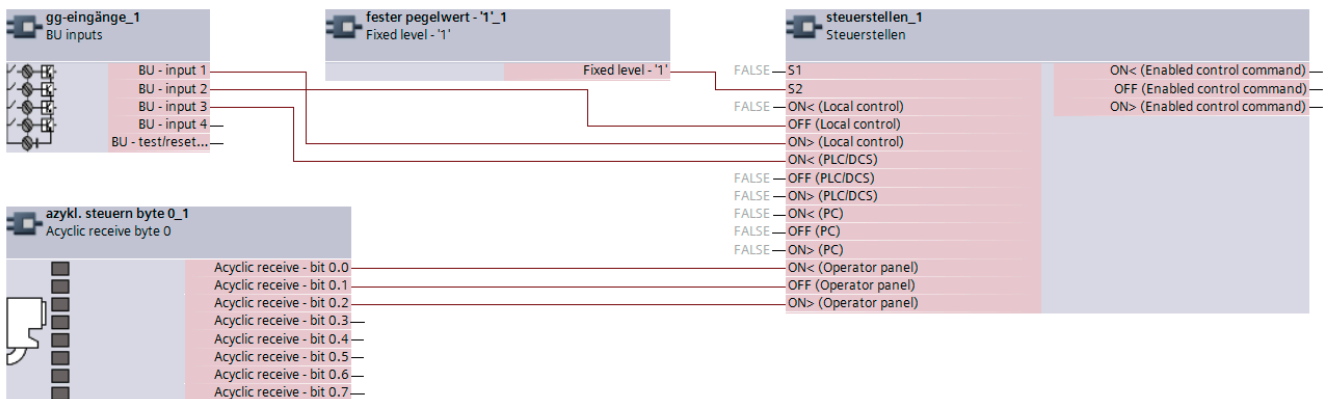 gg-eingänge_1
BU inputs
BU - input 1
BU - input 2
BU - input 3
BU - input 4
BU - test/reset...
fester pegelwert - '1'_1
Fixed level - '1'
Fixed level - '1'
steuerstellen_1
Steuerstellen
FALSE S1
S2
FALSE ON< (Local control)
OFF (Local control)
ON> (Local control)
ON< (PLC/DCS)
FALSE OFF (PLC/DCS)
FALSE ON> (PLC/DCS)
FALSE ON< (PC)
FALSE OFF (PC)
FALSE ON> (PC)
ON< (Operator panel)
OFF (Operator panel)
ON> (Operator panel)
ON< (Enabled control command)
OFF (Enabled control command)
ON> (Enabled control command)
azykl. steuern byte 0_1
Acyclic receive byte 0
Acyclic receive - bit 0.0
Acyclic receive - bit 0.1
Acyclic receive - bit 0.2
Acyclic receive - bit 0.3
Acyclic receive - bit 0.4
Acyclic receive - bit 0.5
Acyclic receive - bit 0.6
Acyclic receive - bit 0.7